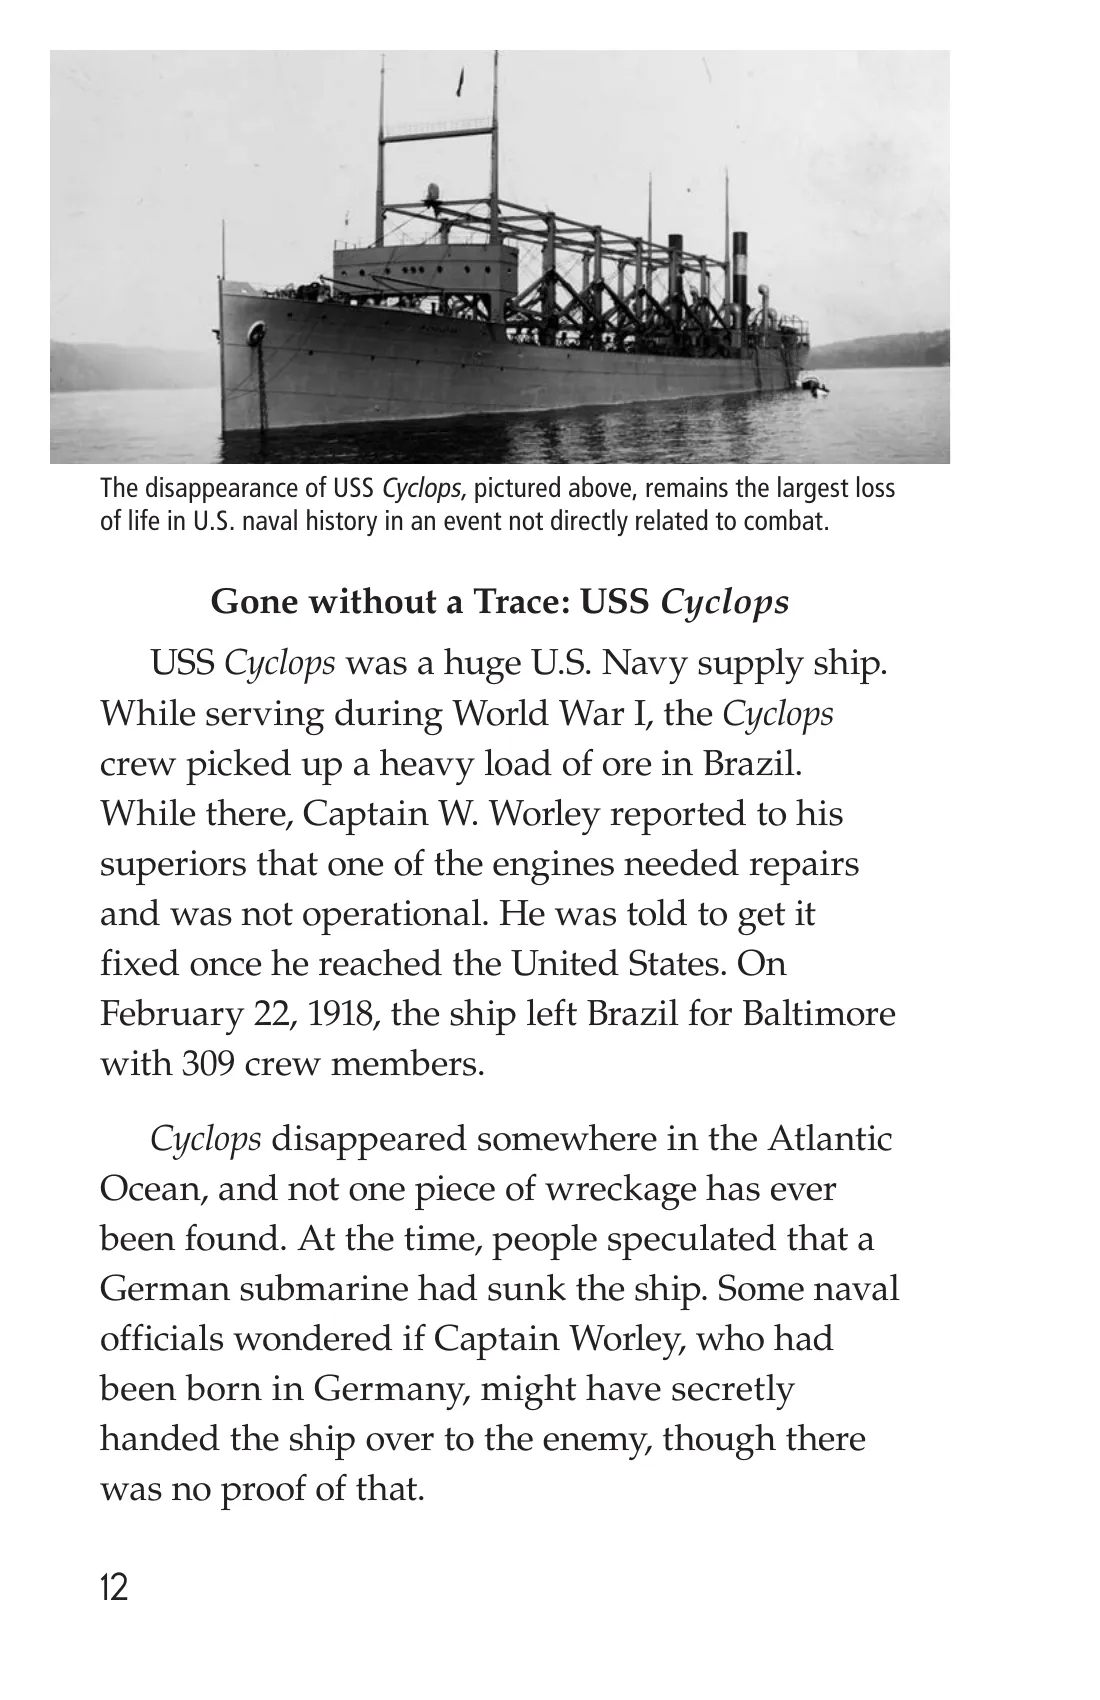 The disappearance of USS Cyclops, pictured above, remains the largest loss
of life in U.S. naval history in an event not directly related to combat.
Gone without a Trace: USS Cyclops
USS Cyclops was a huge U.S. Navy supply ship.
While serving during World War I, the Cyclops
crew picked up a heavy load of ore in Brazil.
While there, Captain W. Worley reported to his
superiors that one of the engines needed repairs
and was not operational. He was told to get it
fixed once he reached the United States. On
February 22, 1918, the ship left Brazil for Baltimore
with 309 crew members.
Cyclops disappeared somewhere in the Atlantic
Ocean, and not one piece of wreckage has ever
been found. At the time, people speculated that a
German submarine had sunk the ship. Some naval
officials wondered if Captain Worley, who had
been born in Germany, might have secretly
handed the ship over to the enemy, though there
was no proof of that.
12